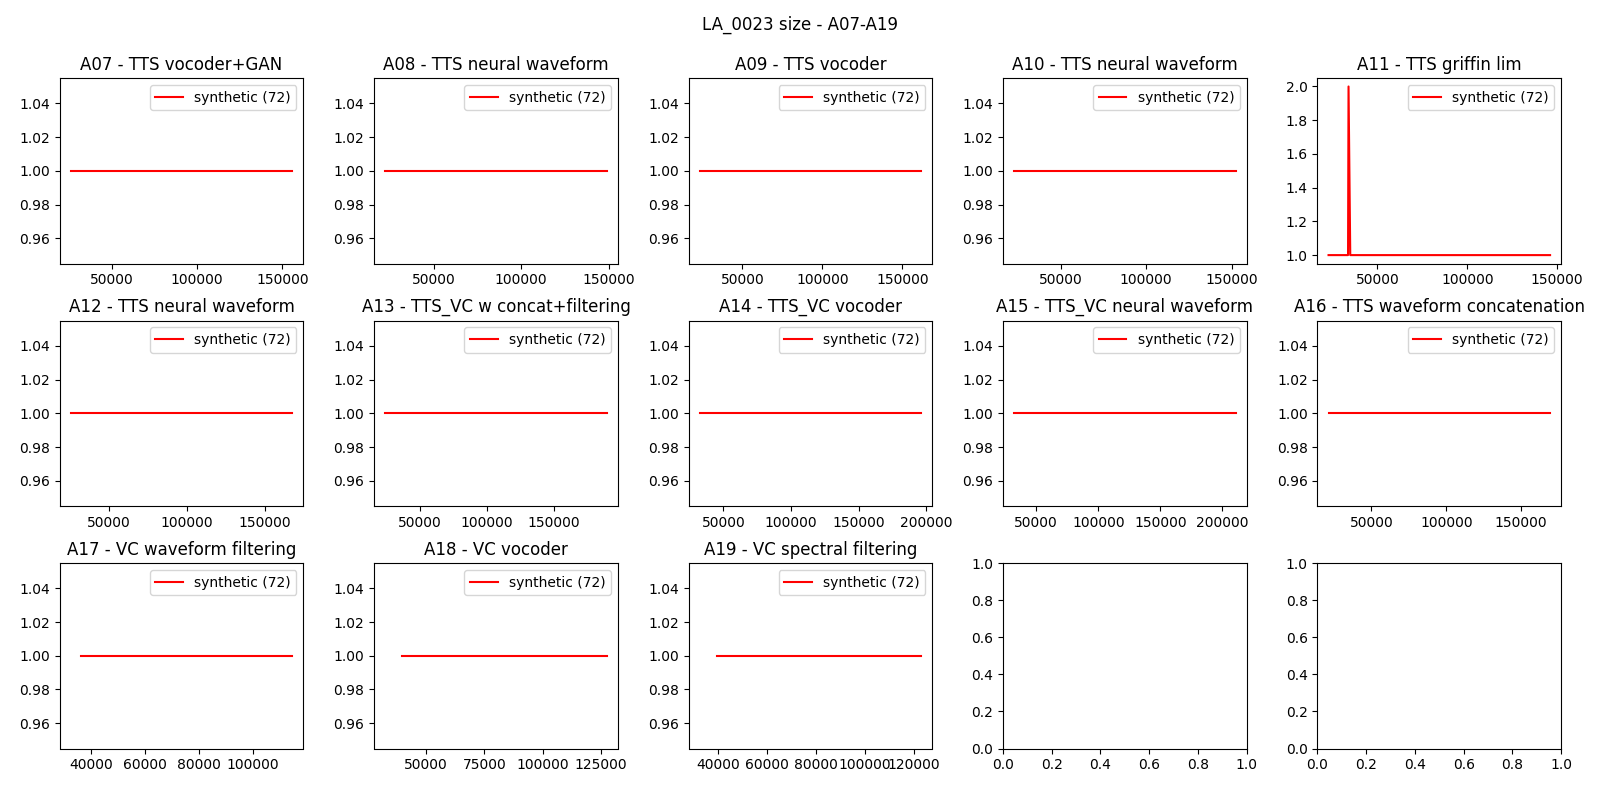 LA_0023 size - A07-A19
A07 - TTS vocoder+GAN
synthetic (72)
1.04
1.02
1.00
0.98
0.96
50000 100000 150000
A08 - TTS neural waveform
synthetic (72)
1.04
1.02
1.00
0.98
0.96
50000 100000 150000
A09 - TTS vocoder
synthetic (72)
1.04
1.02
1.00
0.98
0.96
50000 100000 150000
A10 - TTS neural waveform
synthetic (72)
1.04
1.02
1.00
0.98
0.96
50000 100000 150000
A11 - TTS griffin lim
synthetic (72)
2.0
1.8
1.6
1.4
1.2
1.0
50000 100000 150000
A12 - TTS neural waveform
synthetic (72)
1.04
1.02
1.00
0.98
0.96
50000 100000 150000
A13 - TTS_VC w concat+filtering
synthetic (72)
1.04
1.02
1.00
0.98
0.96
50000 100000 150000
A14 - TTS_VC vocoder
synthetic (72)
1.04
1.02
1.00
0.98
0.96
50000 100000 150000 200000
A15 - TTS_VC neural waveform
synthetic (72)
1.04
1.02
1.00
0.98
0.96
50000 100000 150000 200000
A16 - TTS waveform concatenation
synthetic (72)
1.04
1.02
1.00
0.98
0.96
50000 100000 150000
A17 - VC waveform filtering
synthetic (72)
1.04
1.02
1.00
0.98
0.96
40000 60000 80000 100000
A18 - VC vocoder
synthetic (72)
1.04
1.02
1.00
0.98
0.96
50000 75000 100000 125000
A19 - VC spectral filtering
synthetic (72)
1.04
1.02
1.00
0.98
0.96
40000 60000 80000 100000 120000
1.0
0.8
0.6
0.4
0.2
0.0
0.0 0.2 0.4 0.6 0.8 1.0
1.0
0.8
0.6
0.4
0.2
0.0
0.0 0.2 0.4 0.6 0.8 1.0